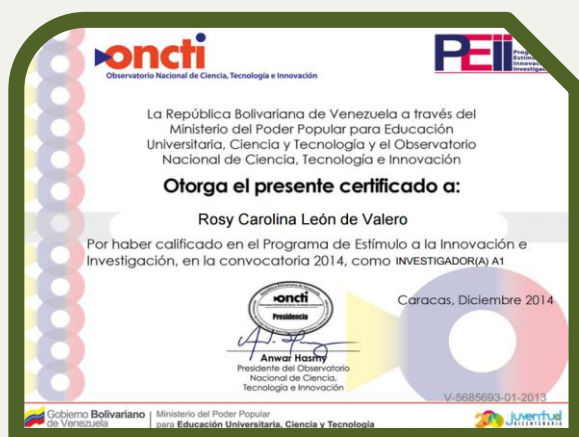 oncti
Observatorio Nacional de Ciencia, Tecnología e Innovación
PEII
La República Bolivariana de Venezuela a través del
Ministerio del Poder Popular para Educación
Universitaria, Ciencia y Tecnología y el Observatorio
Nacional de Ciencia, Tecnología e Innovación
Otorga el presente certificado a:
Rosy Carolina León de Valero
Por haber calificado en el Programa de Estímulo a la Innovación e
Investigación, en la convocatoria 2014, como INVESTIGADOR(A) A1
oncti
Presidencia
Caracas, Diciembre 2014
Anwar Hasmy
Presidente del Observatorio
Nacional de Ciencia,
Tecnología e Innovación
V-5685693-01-2013
Gobierno Bolivariano
de Venezuela
Ministerio del Poder Popular
para Educación Universitaria, Ciencia y Tecnología
200 juventud
BICENTENARIA